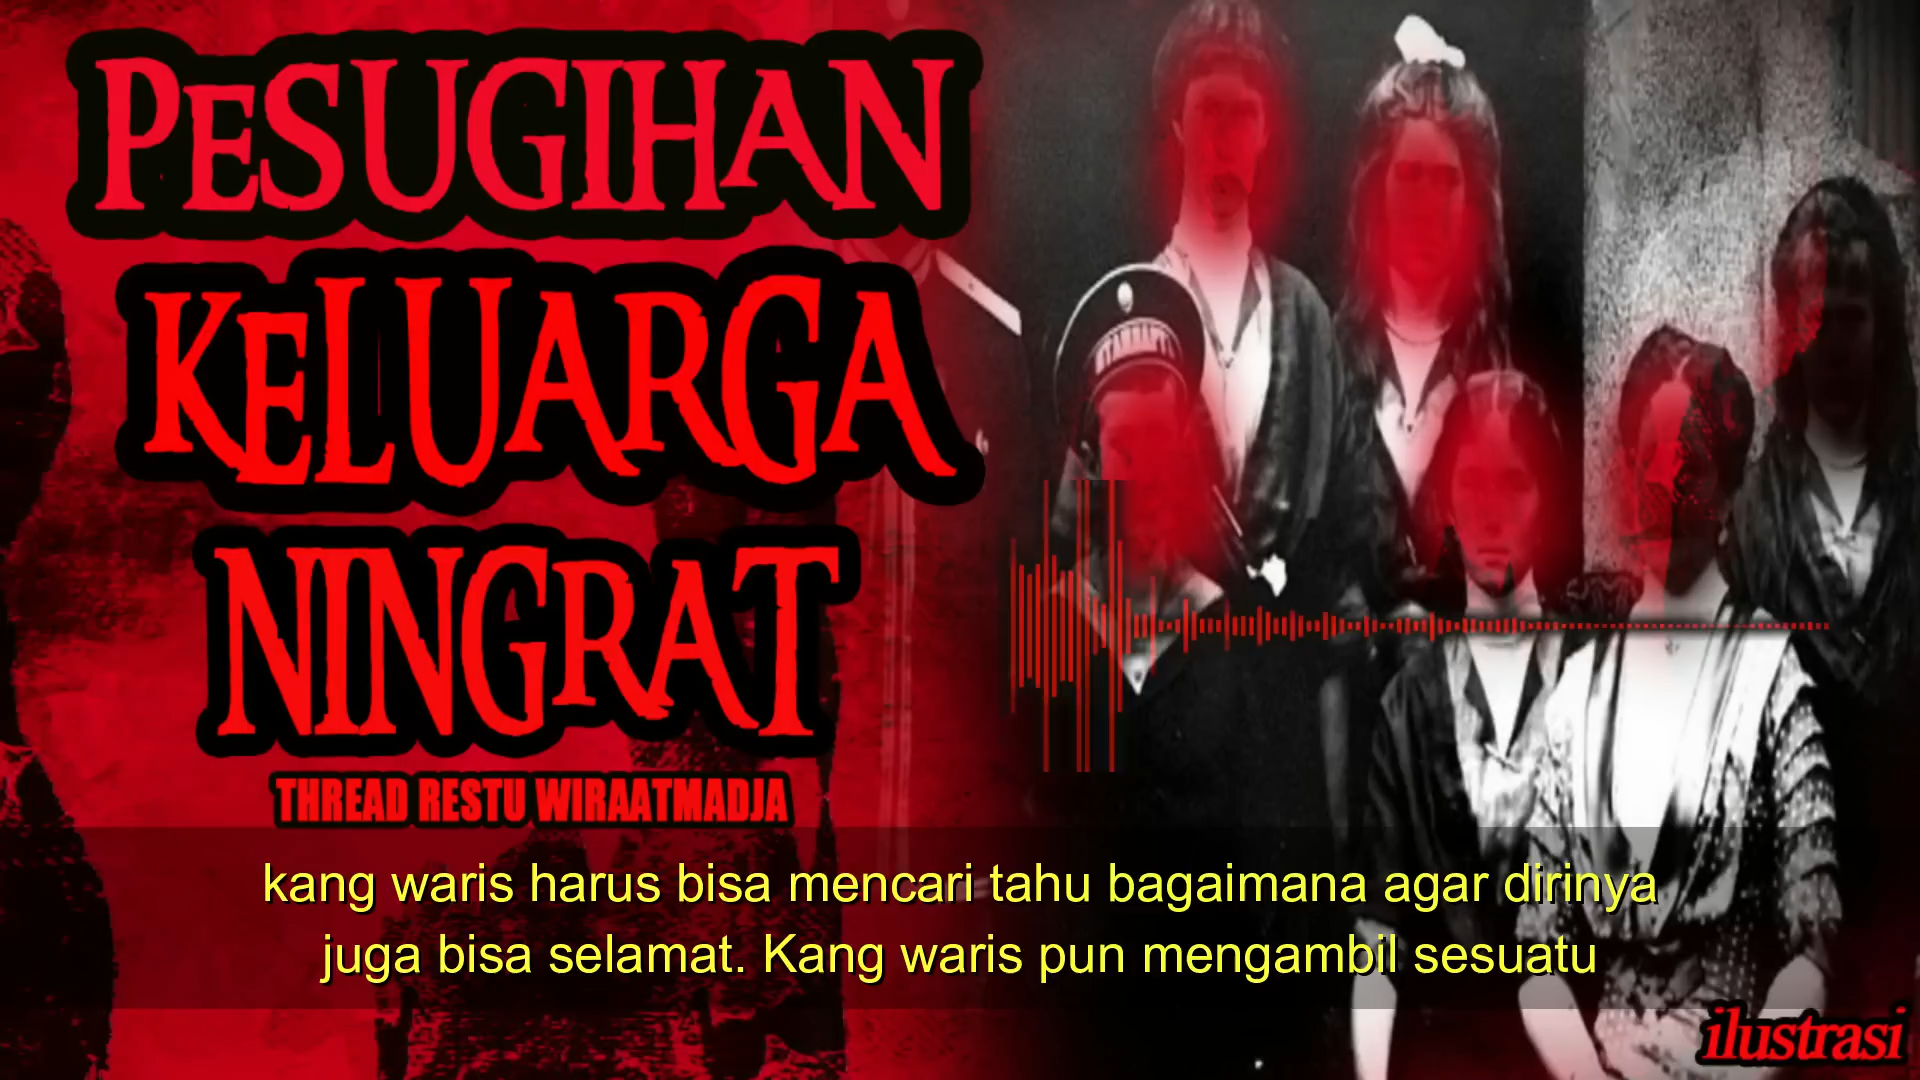 PESUGIHAN
KELUARGA
NINGRAT
THREAD RESTU WIRAATMADJA
kang waris harus bisa mencari tahu bagaimana agar dirinya
juga bisa selamat. Kang waris pun mengambil sesuatu
ilustrasi